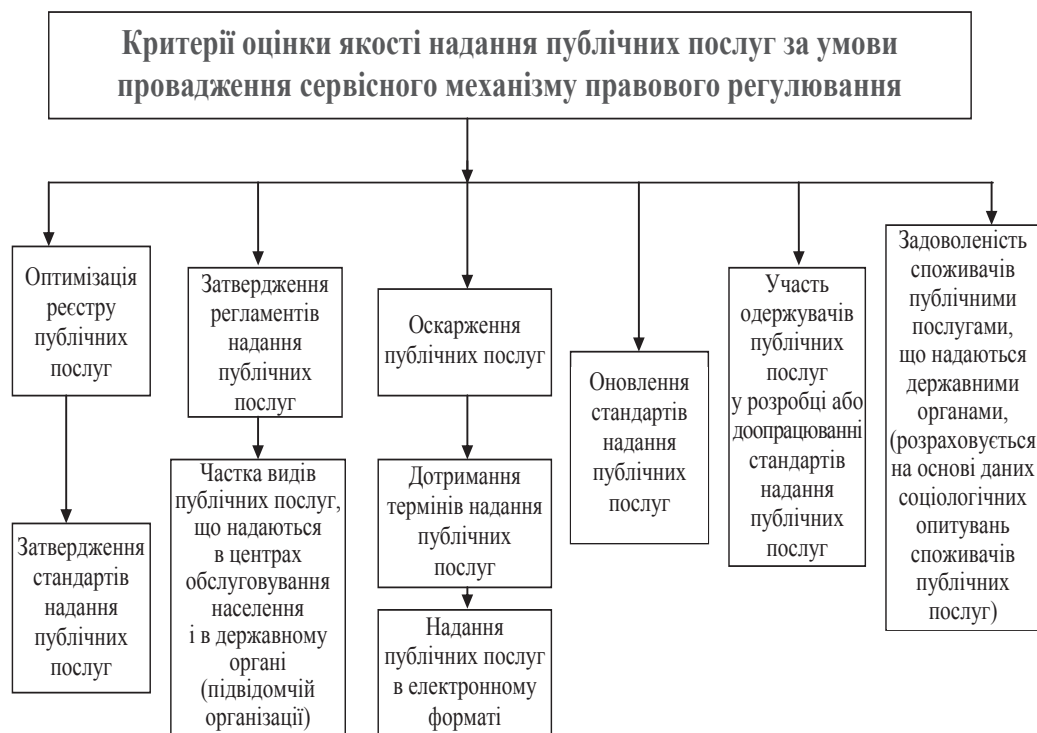 Критерії оцінки якості надання публічних послуг за умови
провадження сервісного механізму правового регулювання
Оптимізація
реєстру
публічних
послуг
Затвердження
стандартів
надання
публічних
послуг
Затвердження
регламентів
надання
публічних
послуг
Частка видів
публічних послуг,
що надаються
в центрах
обслуговування
населення
і в державному
органі
(підвідомчій
організації)
Оскарження
публічних послуг
Дотримання
термінів надання
публічних
послуг
Надання
публічних послуг
в електронному
форматі
Оновлення
стандартів
надання
публічних
послуг
Участь
одержувачів
публічних
послуг
у розробці або
доопрацюванні
стандартів
надання
публічних
послуг
Задоволеність
споживачів
публічними
послугами,
що надаються
державними
органами,
(розраховується
на основі даних
соціологічних
опитувань
споживачів
публічних
послуг)